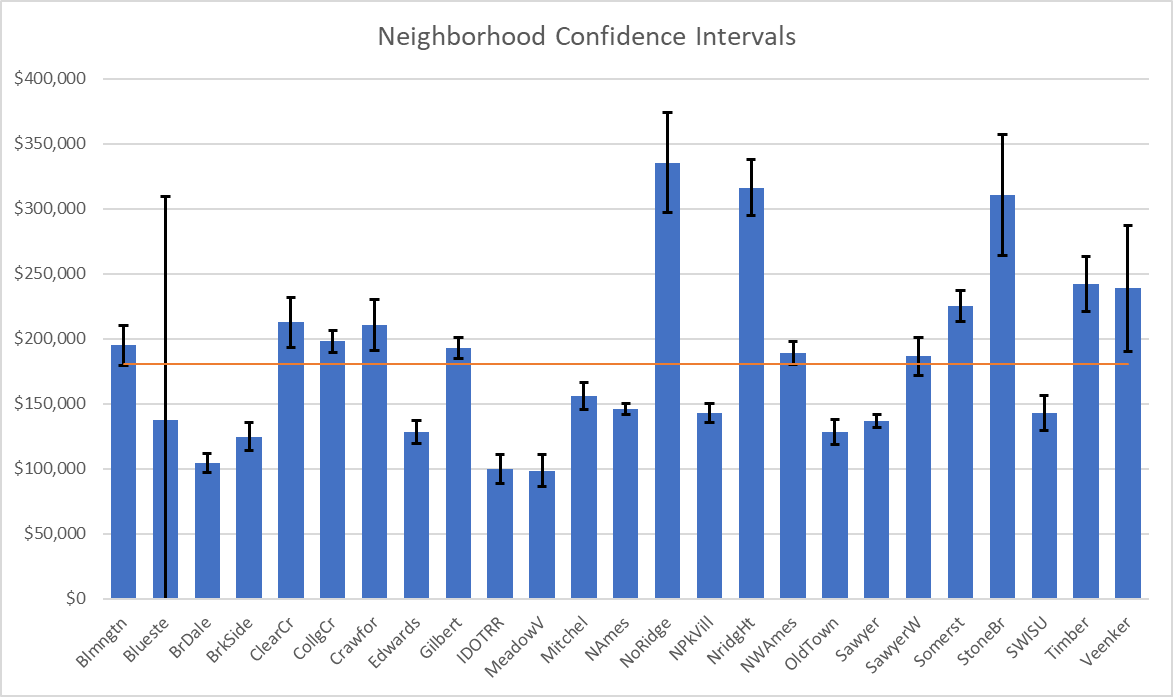 Neighborhood Confidence Intervals
$400,000
$350,000
$300,000
$250,000
$200,000
$150,000
$100,000
$50,000
$0
Blmngtn
Blueste
BrDale
BrkSide
ClearCr
CollgCr
Crawfor
Edwards
Gilbert
IDOTRR
MeadowV
Mitchel
NAmes
NoRidge
NPkVill
NridgHt
NWAmes
OldTown
Sawyer
SawyerW
Somerst
StoneBr
SWISU
Timber
Veenker